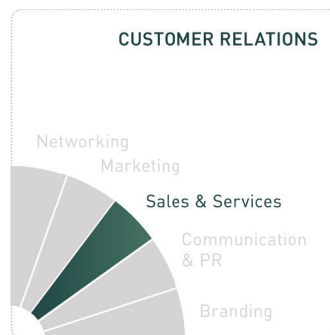 CUSTOMER RELATIONS
Networking
Marketing
Sales & Services
Communication
& PR
Branding